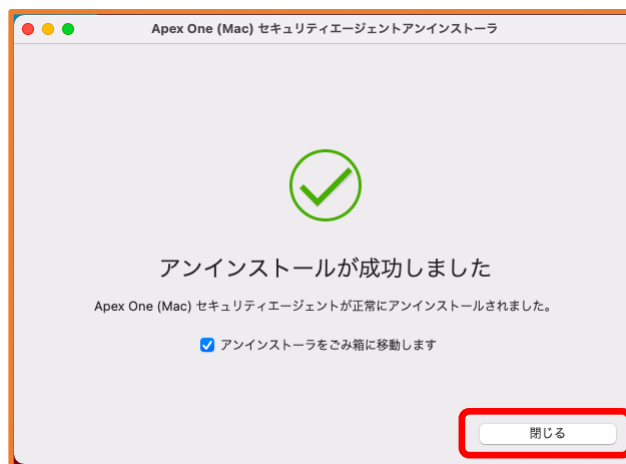 Apex One (Mac) セキュリティエージェントアンインストーラ
アンインストールが成功しました
Apex One (Mac) セキュリティエージェントが正常にアンインストールされました。
アンインストーラをごみ箱に移動します
閉じる